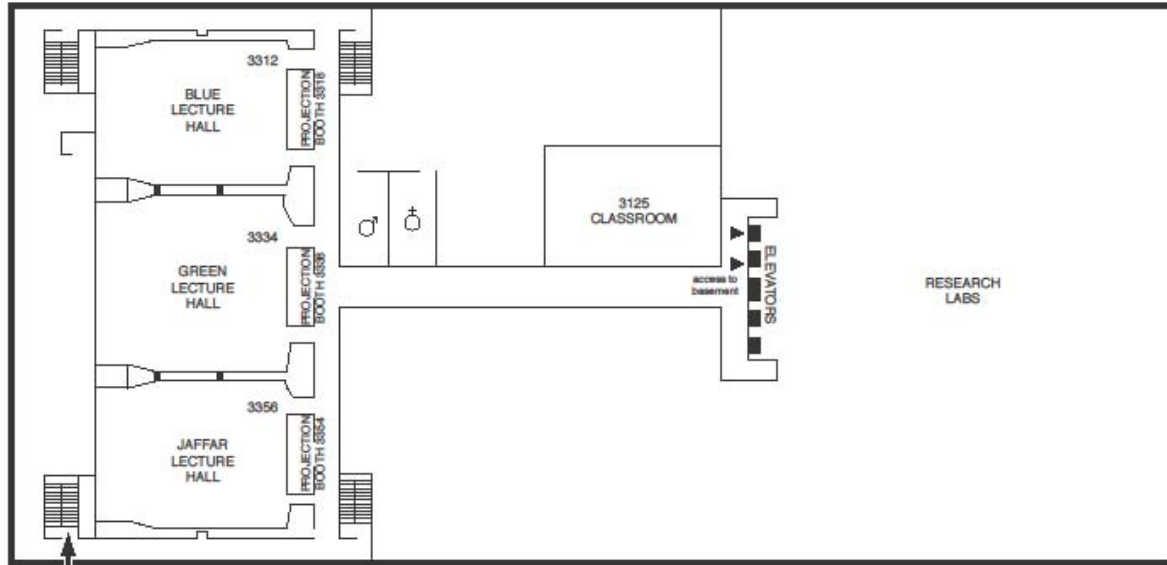 3312
BLUE
LECTURE
HALL
PROJECTION
BOOTH 3316
3334
GREEN
LECTURE
HALL
PROJECTION
BOOTH 3336
3356
JAFFAR
LECTURE
HALL
PROJECTION
BOOTH 3354
3125
CLASSROOM
access to
basement
ELEVATORS
RESEARCH
LABS